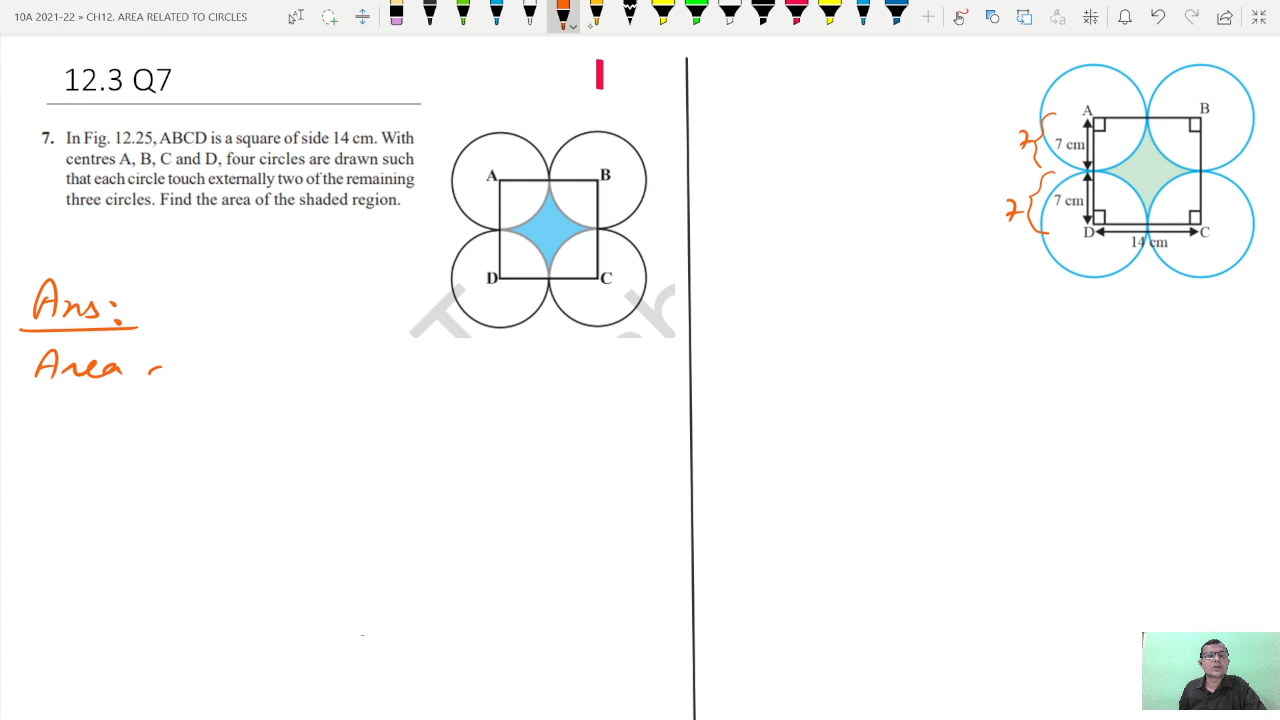 10A 2021-22 » CH12. AREA RELATED TO CIRCLES
12.3 Q7
7. In Fig. 12.25, ABCD is a square of side 14 cm. With
centres A, B, C and D, four circles are drawn such
that each circle touch externally two of the remaning
three circles. Find the area of the shaded region.
A B
D C
Ans:
Area
A B
7 7 cm
7 7 cm
D C
14 cm